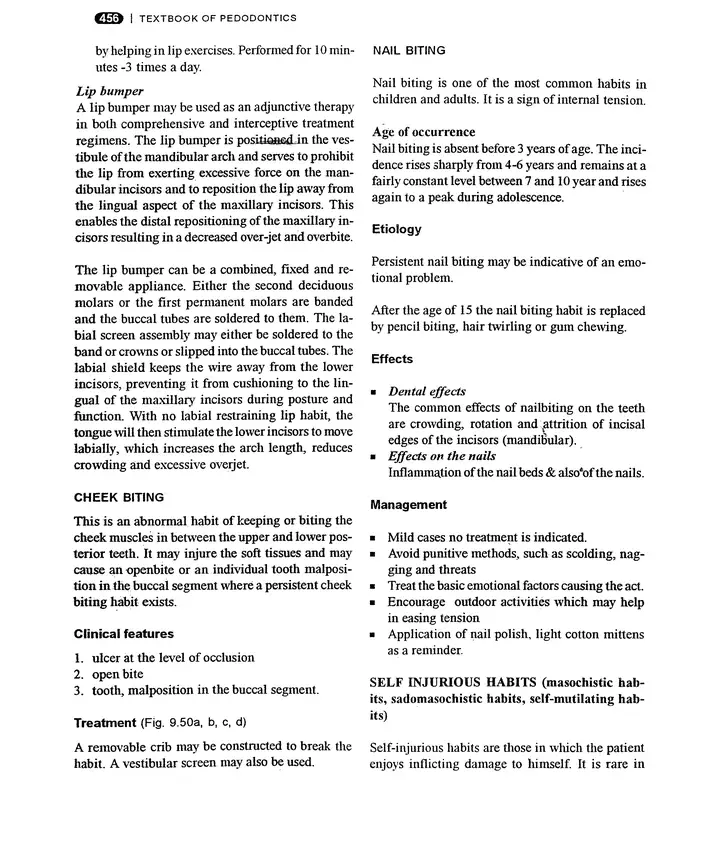 456 | TEXTBOOK OF PEDODONTICS
by helping in lip exercises. Performed for 10 min-
utes -3 times a day.
Lip bumper
A lip bumper may be used as an adjunctive therapy
in both comprehensive and interceptive treatment
regimens. The lip bumper is positioned in the ves-
tibule of the mandibular arch and serves to prohibit
the lip from exerting excessive force on the man-
dibular incisors and to reposition the lip away from
the lingual aspect of the maxillary incisors. This
enables the distal repositioning of the maxillary in-
cisors resulting in a decreased over-jet and overbite.
The lip bumper can be a combined, fixed and re-
movable appliance. Either the second deciduous
molars or the first permanent molars are banded
and the buccal tubes are soldered to them. The la-
bial screen assembly may either be soldered to the
band or crowns or slipped into the buccal tubes. The
labial shield keeps the wire away from the lower
incisors, preventing it from cushioning to the lin-
gual of the maxillary incisors during posture and
function. With no labial restraining lip habit, the
tongue will then stimulate the lower incisors to move
labially, which increases the arch length, reduces
crowding and excessive overjet.
CHEEK BITING
This is an abnormal habit of keeping or biting the
cheek muscles in between the upper and lower pos-
terior teeth. It may injure the soft tissues and may
cause an openbite or an individual tooth malposi-
tion in the buccal segment where a persistent cheek
biting habit exists.
Clinical features
1. ulcer at the level of occlusion
2. open bite
3. tooth, malposition in the buccal segment.
Treatment (Fig. 9.50a, b, c, d)
A removable crib may be constructed to break the
habit. A vestibular screen may also be used.
NAIL BITING
Nail biting is one of the most common habits in
children and adults. It is a sign of internal tension.
Age of occurrence
Nail biting is absent before 3 years of age. The inci-
dence rises sharply from 4-6 years and remains at a
fairly constant level between 7 and 10 year and rises
again to a peak during adolescence.
Etiology
Persistent nail biting may be indicative of an emo-
tional problem.
After the age of 15 the nail biting habit is replaced
by pencil biting, hair twirling or gum chewing.
Effects
▪ Dental effects
The common effects of nailbiting on the teeth
are crowding, rotation and attrition of incisal
edges of the incisors (mandibular).
▪ Effects on the nails
Inflammation of the nail beds & also of the nails.
Management
▪ Mild cases no treatment is indicated.
▪ Avoid punitive methods, such as scolding, nag-
ging and threats
▪ Treat the basic emotional factors causing the act.
▪ Encourage outdoor activities which may help
in easing tension
▪ Application of nail polish, light cotton mittens
as a reminder.
SELF INJURIOUS HABITS (masochistic hab-
its, sadomasochistic habits, self-mutilating hab-
its)
Self-injurious habits are those in which the patient
enjoys inflicting damage to himself. It is rare in